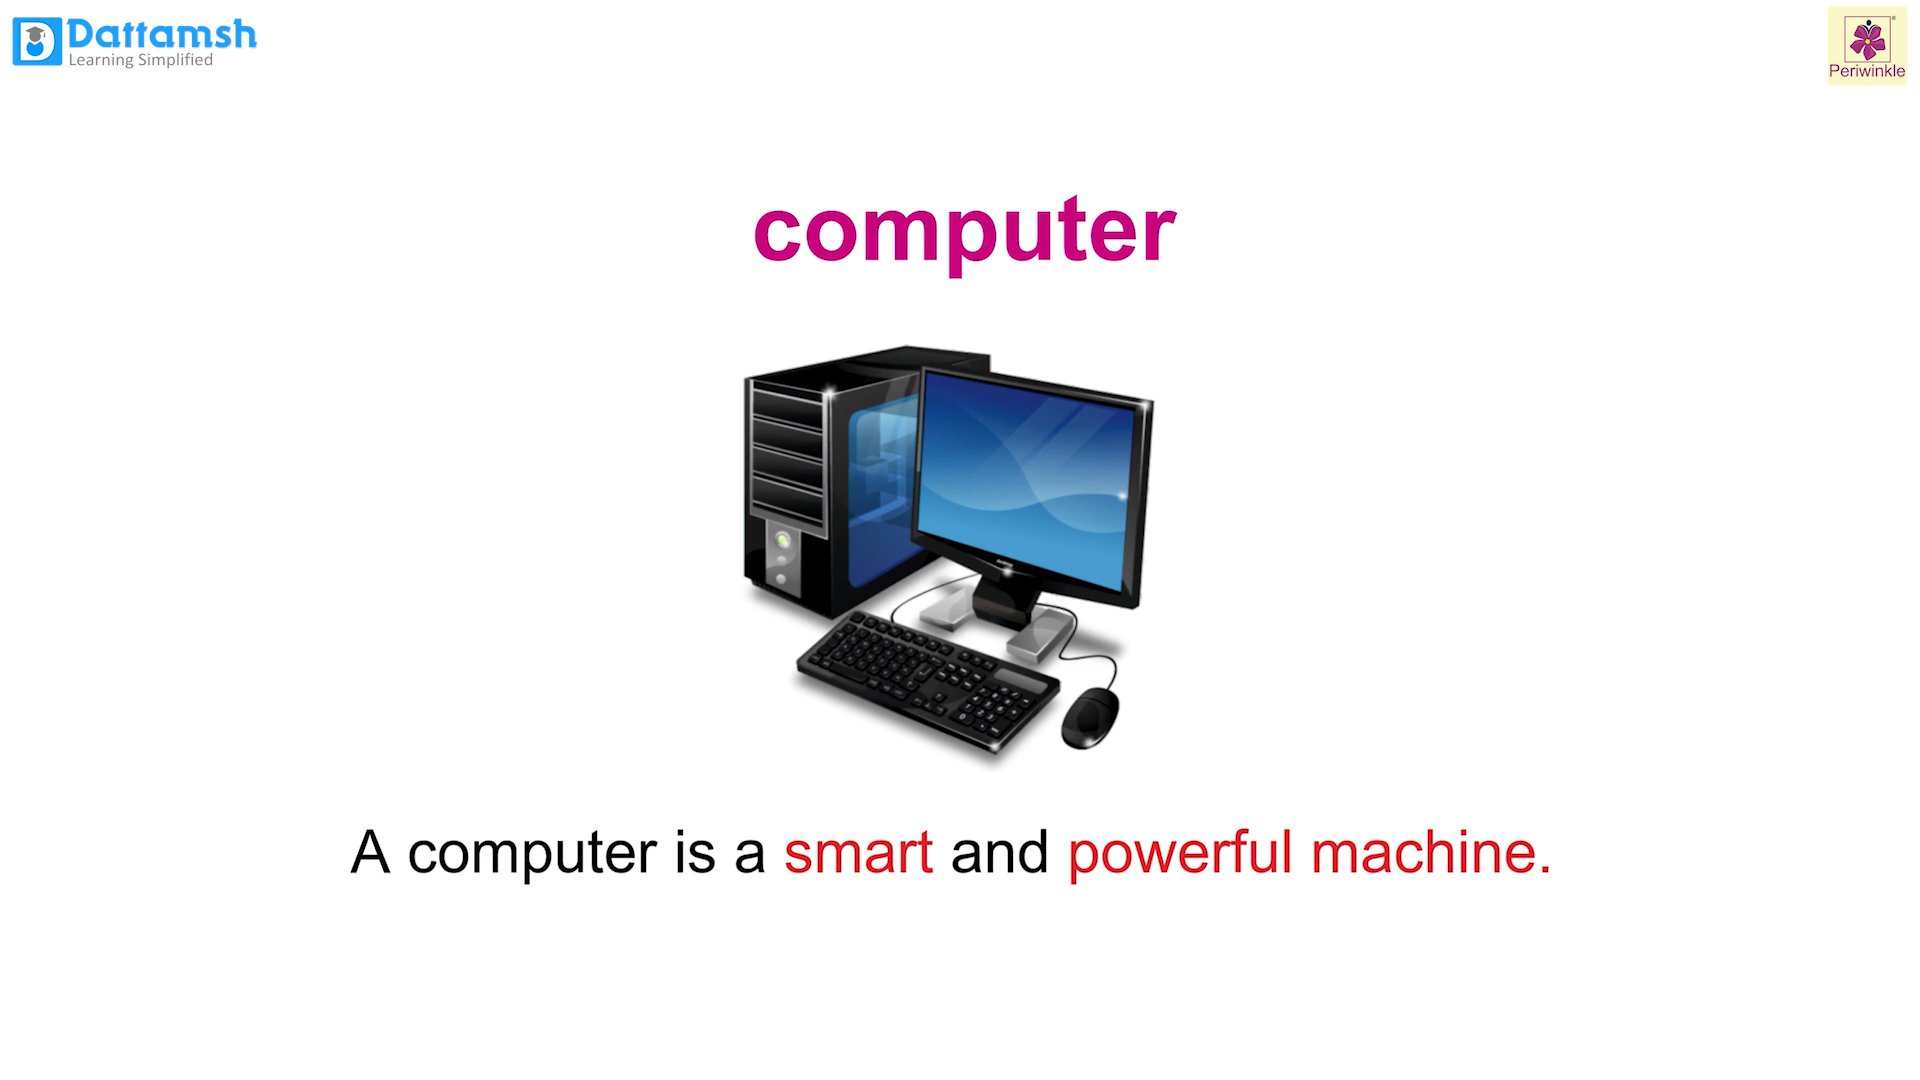 Dattamsh
Learning Simplified
Periwinkle
computer
A computer is a smart and powerful machine.